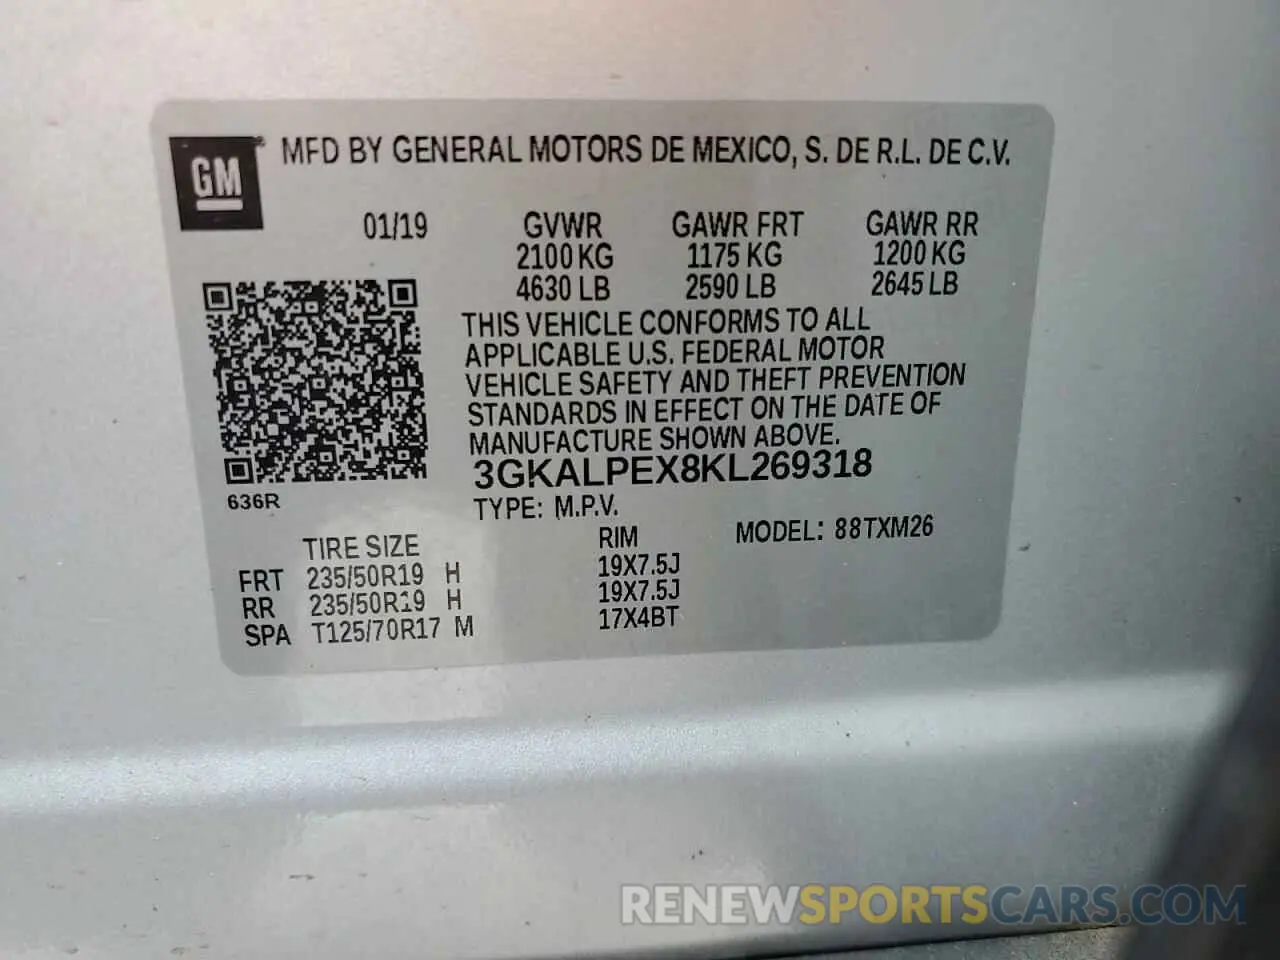 GM
® MFD BY GENERAL MOTORS DE MEXICO, S. DE R.L. DE C.V.
01/19 GVWR GAWR FRT GAWR RR
2100 KG 1175 KG 1200 KG
4630 LB 2590 LB 2645 LB
THIS VEHICLE CONFORMS TO ALL
APPLICABLE U.S. FEDERAL MOTOR
VEHICLE SAFETY AND THEFT PREVENTION
STANDARDS IN EFFECT ON THE DATE OF
MANUFACTURE SHOWN ABOVE.
3GKALPEX8KL269318
636R
TYPE: M.P.V.
MODEL: 88TXM26
TIRE SIZE RIM
FRT 235/50R19 H 19X7.5J
RR 235/50R19 H 19X7.5J
SPA T125/70R17 M 17X4BT
RENEWSPORTSCARS.COM